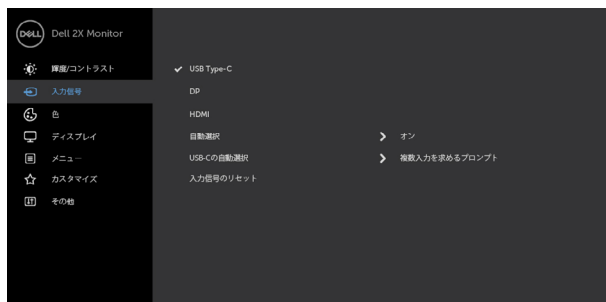 DELL
Dell 2X Monitor
輝度/コントラスト
入力信号
色
ディスプレイ
メニュー
カスタマイズ
その他
USB Type-C
DP
HDMI
自動選択 オン
USB-Cの自動選択 複数入力を求めるプロンプト
入力信号のリセット